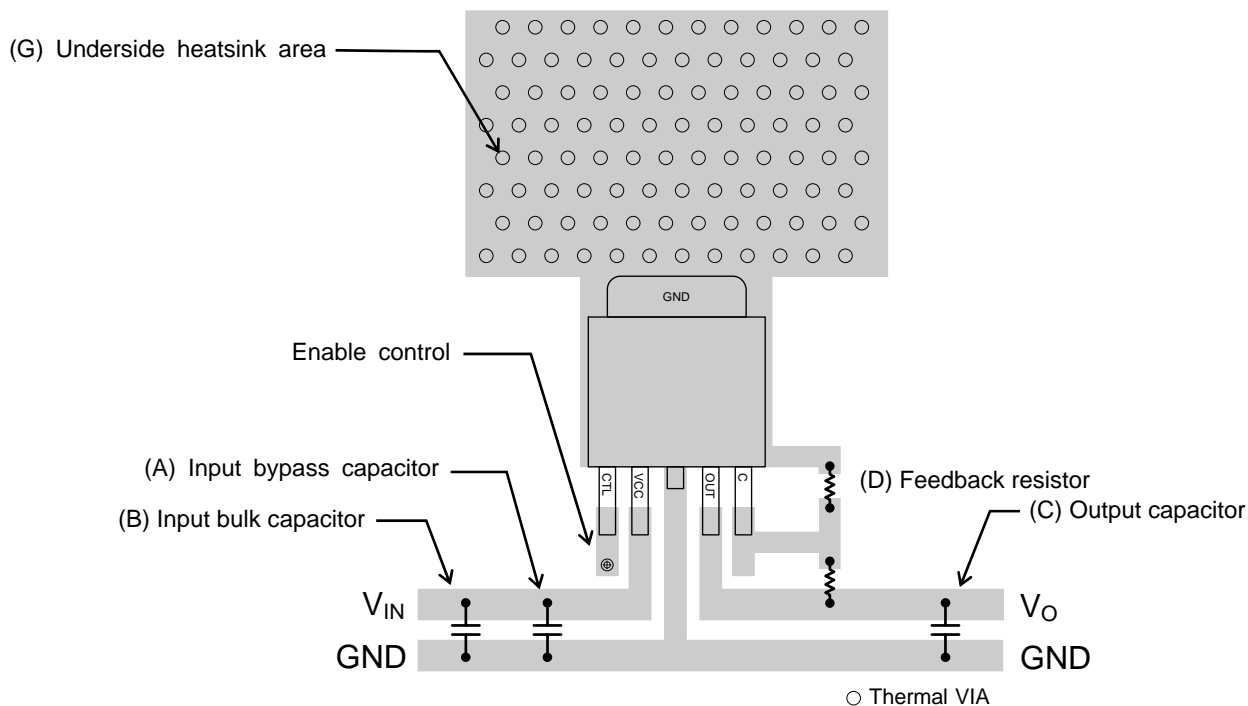 (G) Underside heatsink area
GND
Enable control
(A) Input bypass capacitor
(B) Input bulk capacitor
CTL
VCC
OUT
C
(D) Feedback resistor
(C) Output capacitor
VIN
VO
GND
GND
Thermal VIA